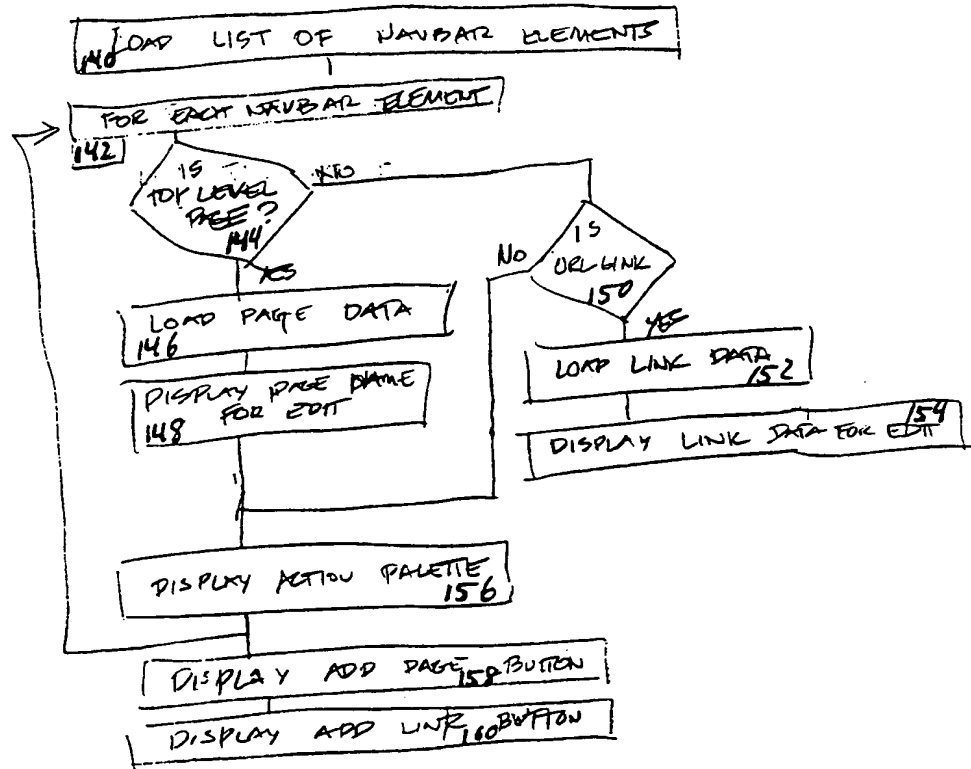 LOAD LIST OF NAVBAR ELEMENTS
140
FOR EACH NAVBAR ELEMENT
142
IS
TOP LEVEL
PAGE?
144
NO
YES
IS
URL LINK
150
No
YES
LOAD PAGE DATA
146
LOAD LINK DATA
152
DISPLAY PAGE NAME
FOR EDIT
148
154
DISPLAY LINK DATA FOR EDIT
DISPLAY ACTION PALETTE
156
DISPLAY ADD PAGE BUTTON
158
DISPLAY ADD LINK BUTTON
160